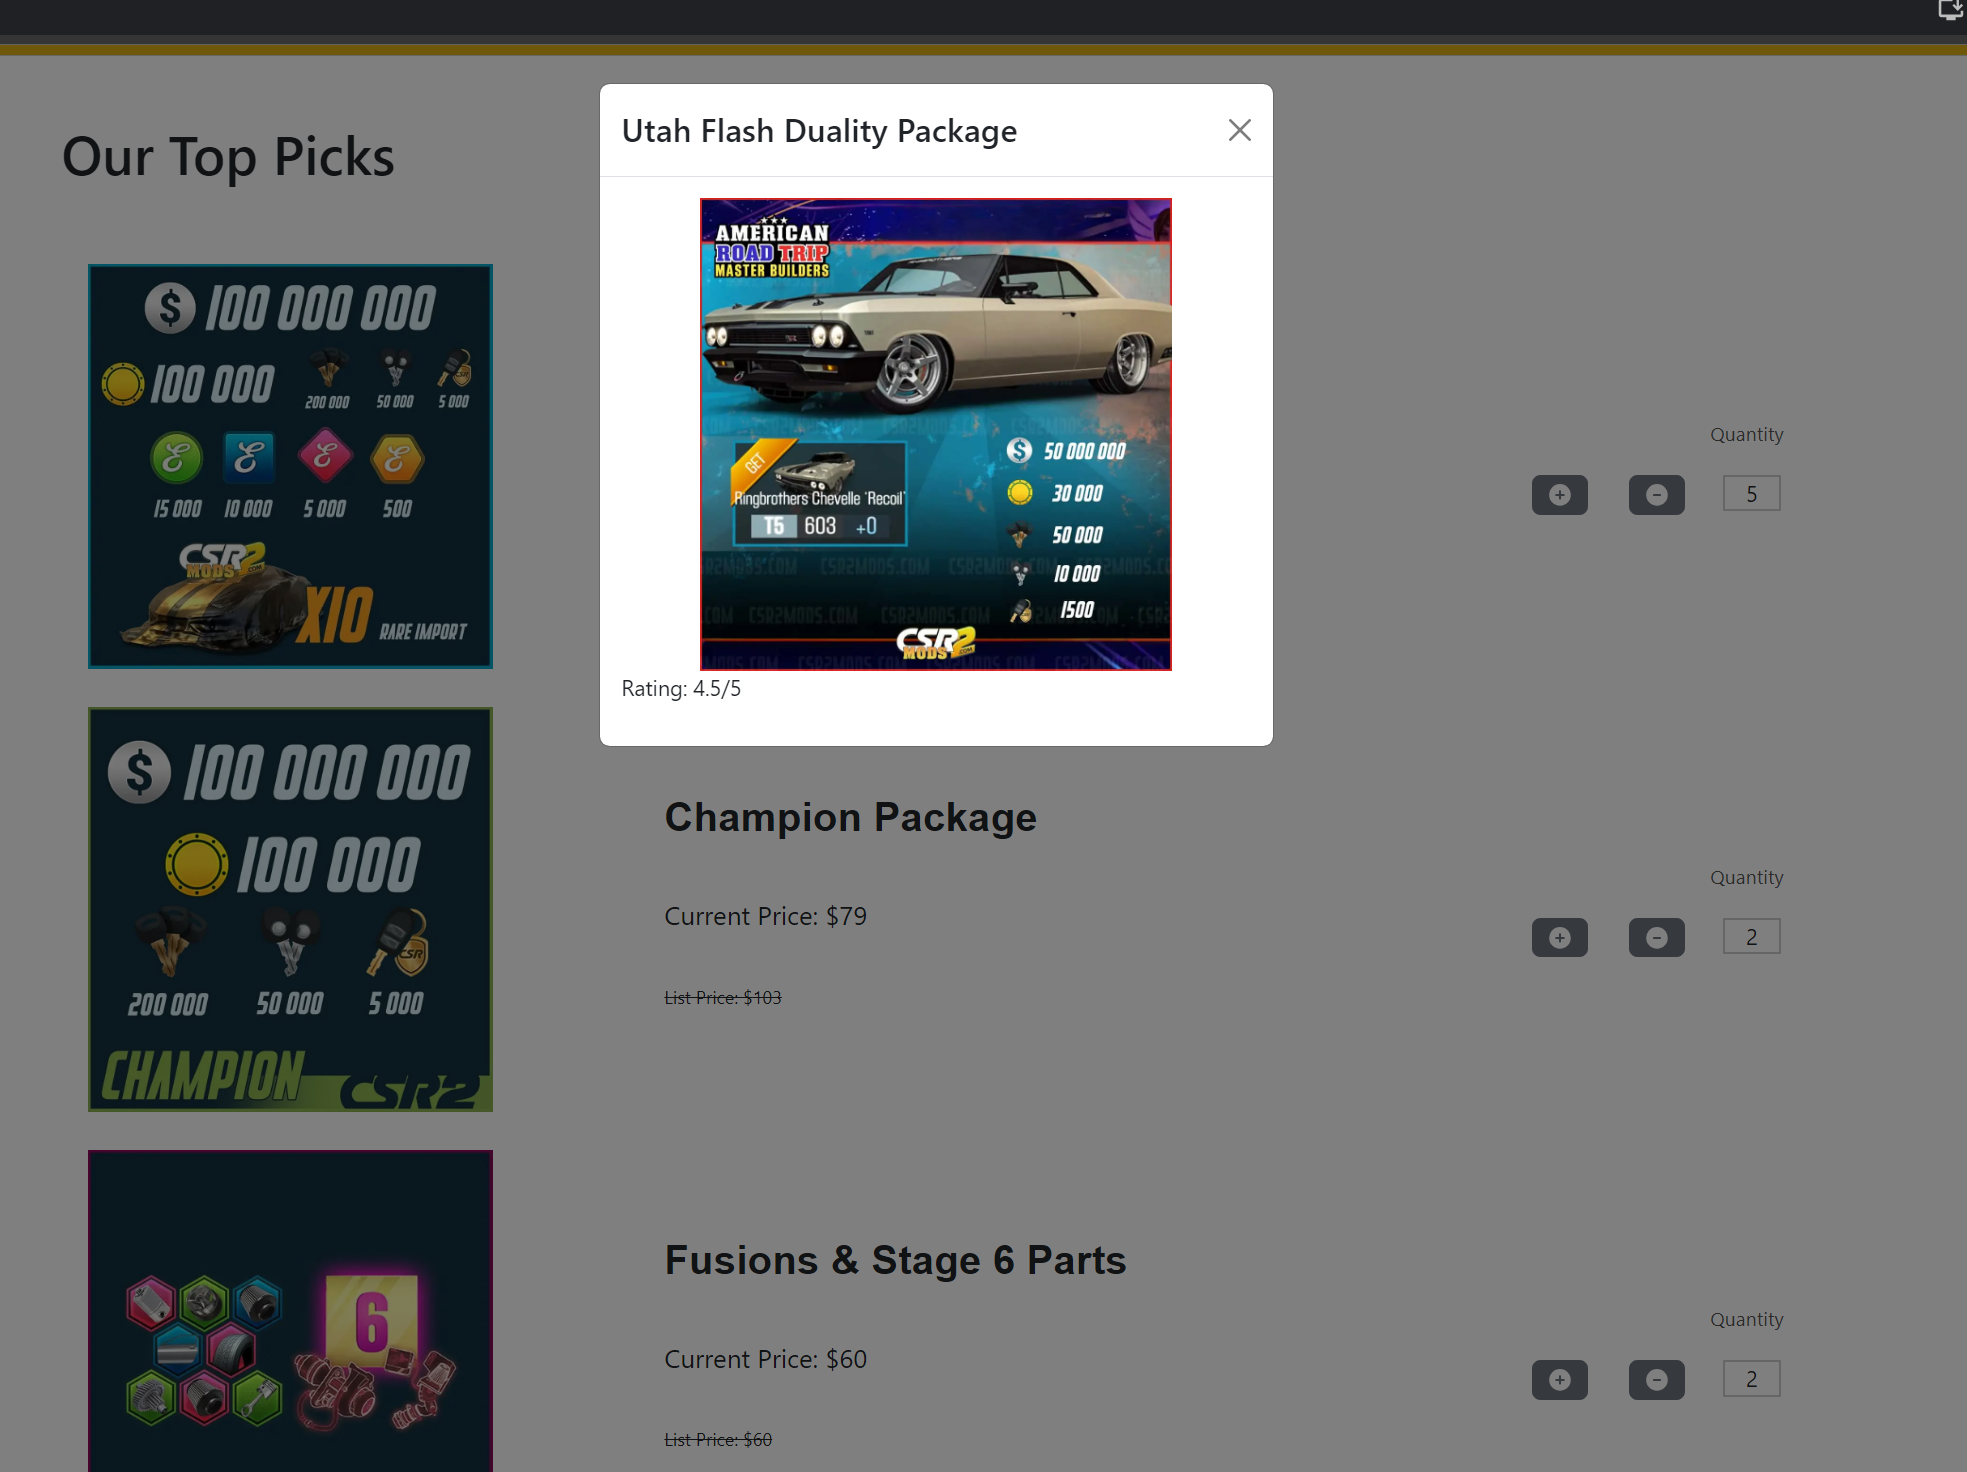 Our Top Picks
100 000 000
100 000
200 000
50 000
5 000
15 000
10 000
5 000
500
CSR2
MODS.COM
X10 RARE IMPORT
Utah Flash Duality Package
★★★
AMERICAN
ROAD TRIP
MASTER BUILDERS
GET
Ringbrothers Chevelle 'Recoil'
T5 603 +0
50 000 000
30 000
50 000
10 000
1500
CSR2MODS.COM
CSR2
MODS.COM
Rating: 4.5/5
Quantity
5
100 000 000
100 000
200 000
50 000
5 000
CHAMPION CSR2
Champion Package
Current Price: $79
List Price: $103
Quantity
2
6
Fusions & Stage 6 Parts
Current Price: $60
List Price: $60
Quantity
2